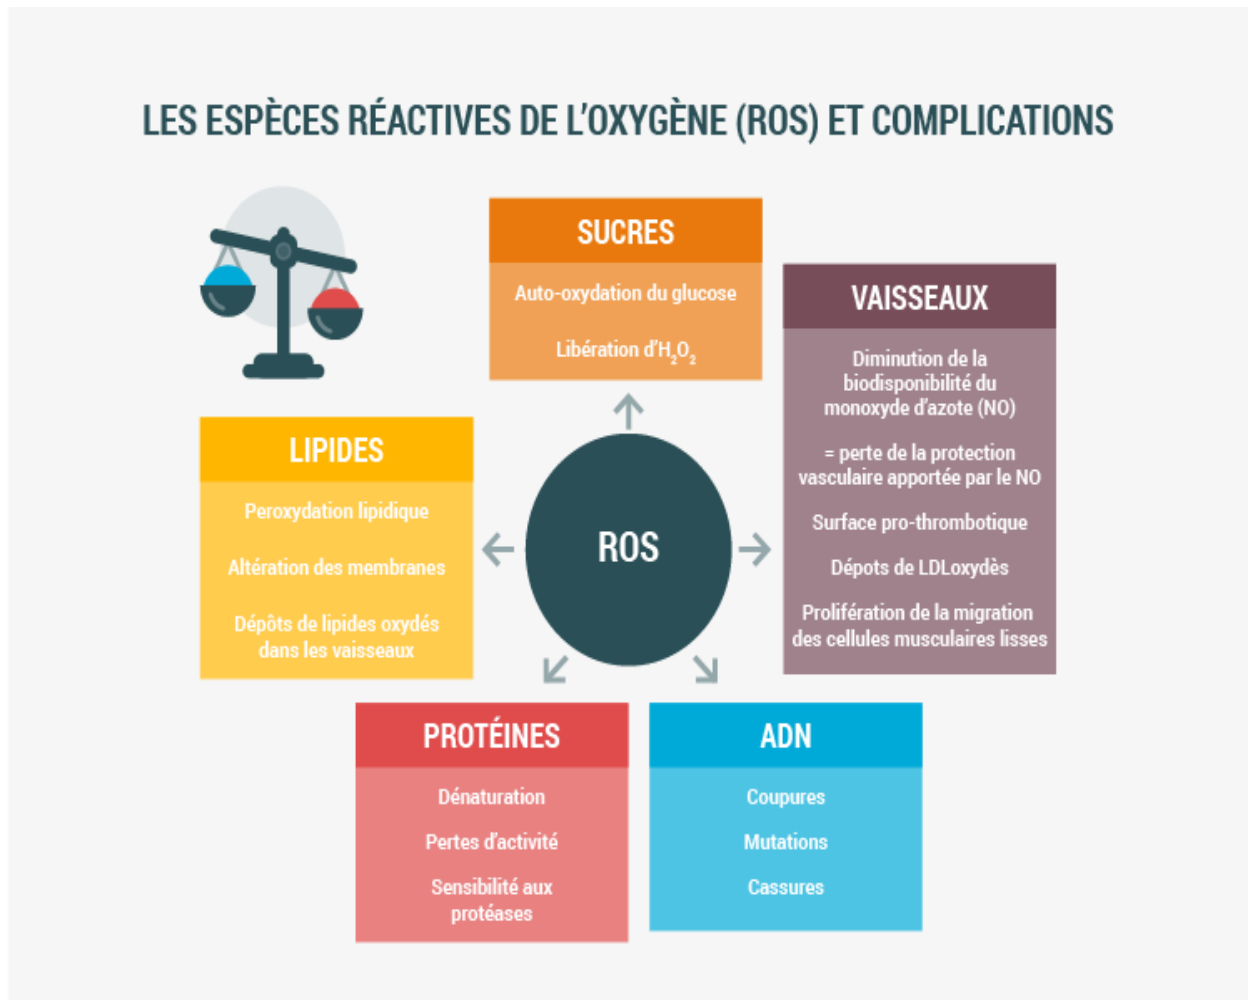 LES ESPÈCES RÉACTIVES DE L'OXYGÈNE (ROS) ET COMPLICATIONS
SUCRES
Auto-oxydation du glucose
Libération d'H₂O₂
VAISSEAUX
Diminution de la
biodisponibilité du
monoxyde d'azote (NO)
= perte de la protection
vasculaire apportée par le NO
Surface pro-thrombotique
Dépots de LDLoxydès
Prolifération de la migration
des cellules musculaires lisses
LIPIDES
Peroxydation lipidique
Altération des membranes
Dépôts de lipides oxydés
dans les vaisseaux
ROS
PROTÉINES
Dénaturation
Pertes d'activité
Sensibilité aux
protéases
ADN
Coupures
Mutations
Cassures